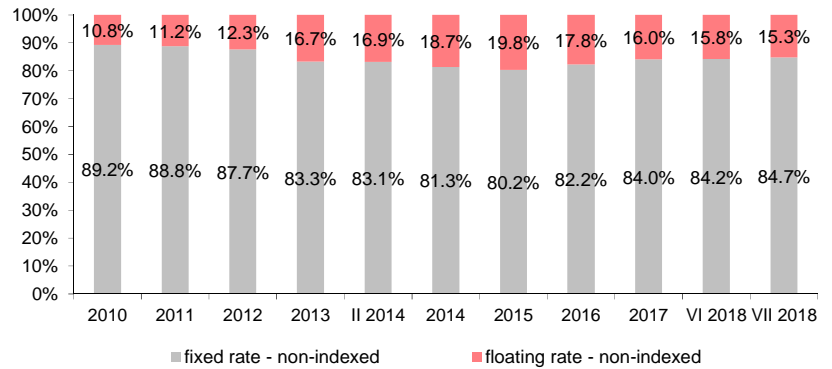 100%
90%
80%
70%
60%
50%
40%
30%
20%
10%
0%
10.8% 11.2% 12.3% 16.7% 16.9% 18.7% 19.8% 17.8% 16.0% 15.8% 15.3%
89.2% 88.8% 87.7% 83.3% 83.1% 81.3% 80.2% 82.2% 84.0% 84.2% 84.7%
2010 2011 2012 2013 II 2014 2014 2015 2016 2017 VI 2018 VII 2018
fixed rate - non-indexed floating rate - non-indexed